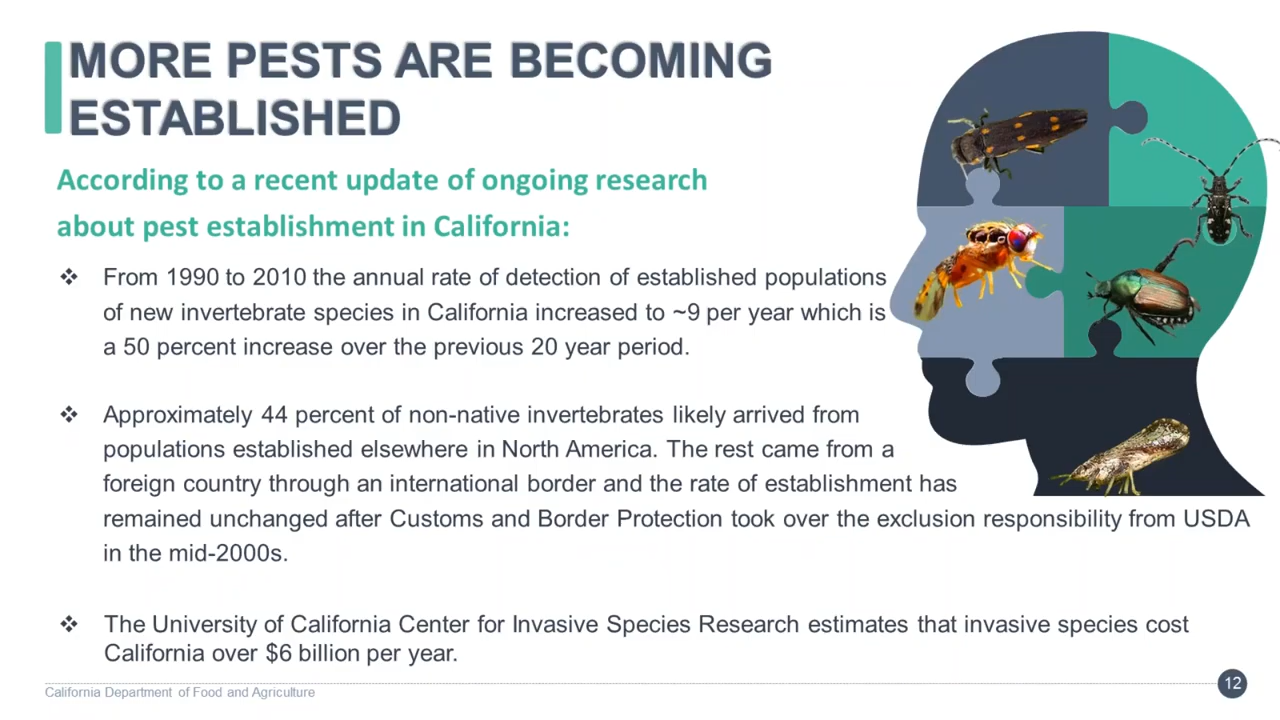 MORE PESTS ARE BECOMING
ESTABLISHED
According to a recent update of ongoing research
about pest establishment in California:
❖ From 1990 to 2010 the annual rate of detection of established populations
of new invertebrate species in California increased to ~9 per year which is
a 50 percent increase over the previous 20 year period.
❖ Approximately 44 percent of non-native invertebrates likely arrived from
populations established elsewhere in North America. The rest came from a
foreign country through an international border and the rate of establishment has
remained unchanged after Customs and Border Protection took over the exclusion responsibility from USDA
in the mid-2000s.
❖ The University of California Center for Invasive Species Research estimates that invasive species cost
California over $6 billion per year.
California Department of Food and Agriculture
12